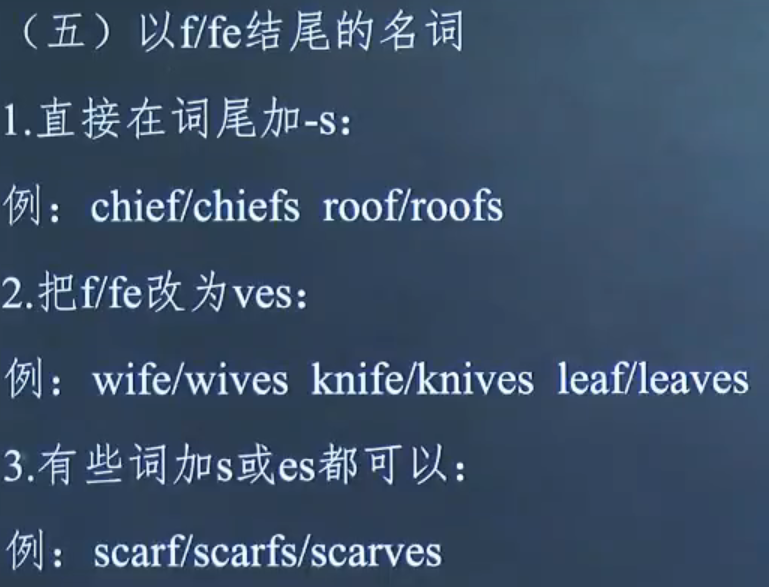 （五）以f/fe结尾的名词
1.直接在词尾加-s：
例：chief/chiefs roof/roofs
2.把f/fe改为ves：
例：wife/wives knife/knives leaf/leaves
3.有些词加s或es都可以：
例：scarf/scarfs/scarves